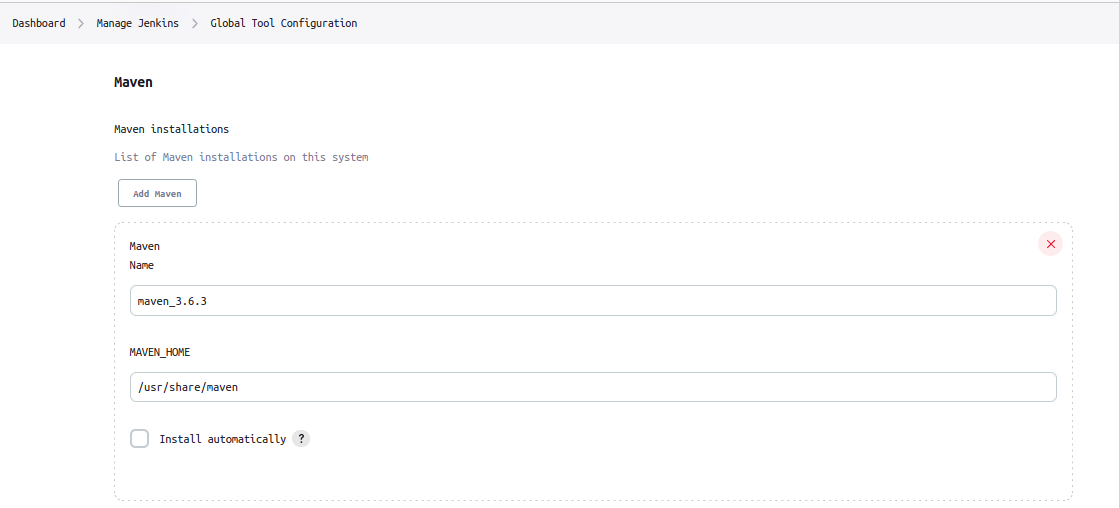 Dashboard > Manage Jenkins > Global Tool Configuration
Maven
Maven installations
List of Maven installations on this system
Add Maven
Maven
Name
maven_3.6.3
MAVEN_HOME
/usr/share/maven
Install automatically ?